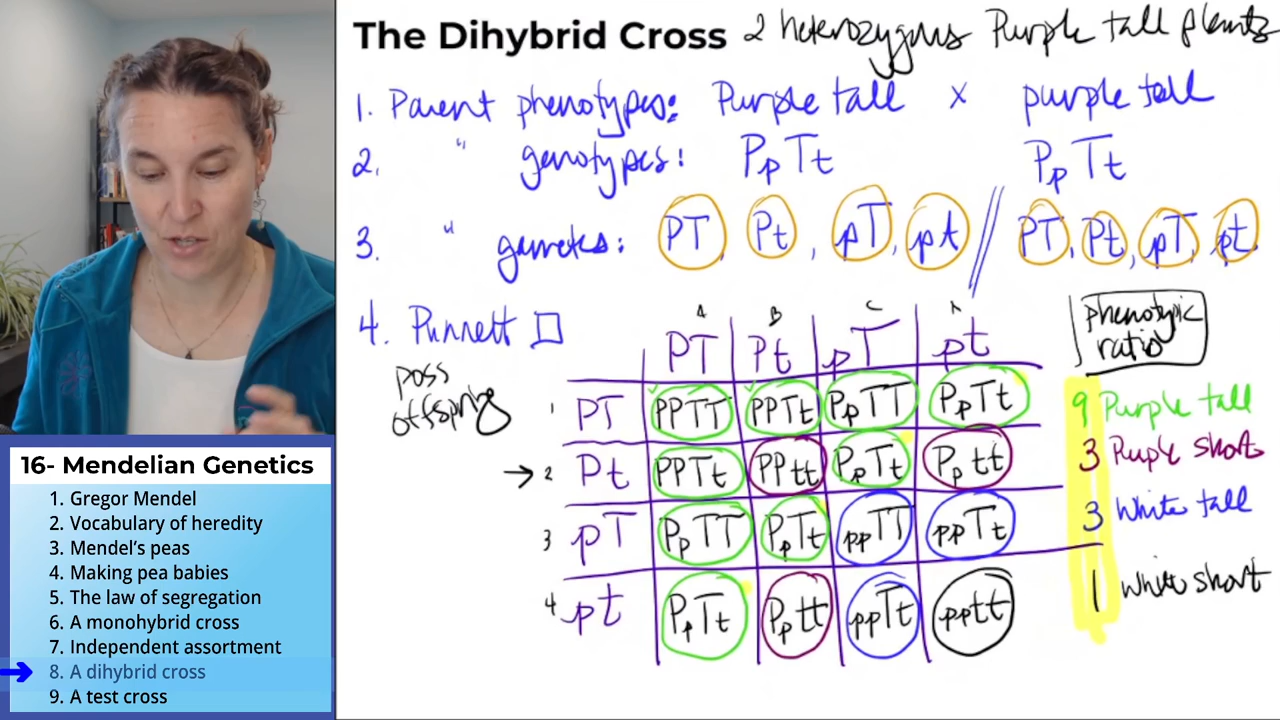 The Dihybrid Cross 2 heterozygous Purple tall plants
1. Parent phenotypes: Purple tall x purple tall
2. " genotypes: PpTt PpTt
3. " gametes: PT, Pt, pT, pt // PT, Pt, pT, pt
4. Punnett □
poss
offspring
A B C
PT Pt pT pt
1 PT PPTT PPTt PpTT PpTt
→ 2 Pt PPTt PPtt PpTt Pptt
3 pT PpTT PpTt ppTT ppTt
4 pt PpTt Pptt ppTt pptt
phenotypic
ratio
9 Purple tall
3 Purple short
3 White tall
1 White short
16- Mendelian Genetics
1. Gregor Mendel
2. Vocabulary of heredity
3. Mendel’s peas
4. Making pea babies
5. The law of segregation
6. A monohybrid cross
7. Independent assortment
8. A dihybrid cross
9. A test cross